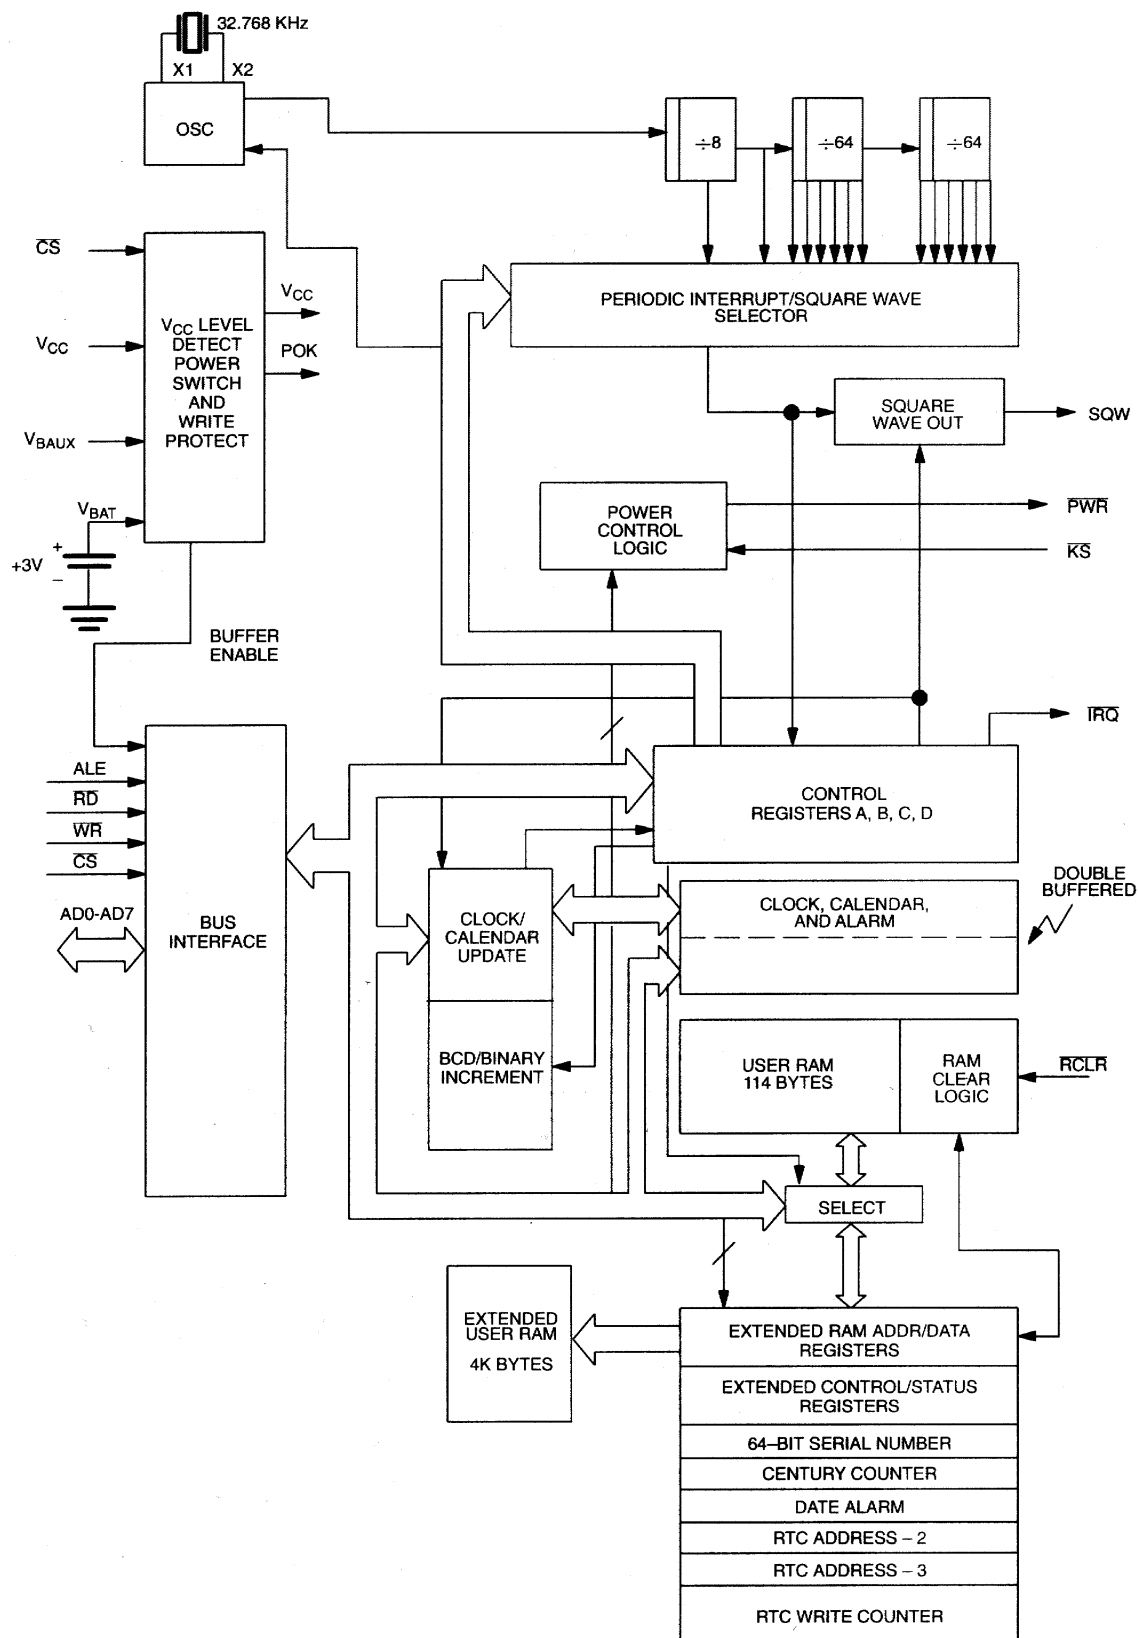 32.768 KHz
X1
X2
OSC
÷8
÷64
÷64
CS
VCC
VBAUX
VBAT
+3V
+
–
VCC LEVEL
DETECT
POWER
SWITCH
AND
WRITE
PROTECT
VCC
POK
PERIODIC INTERRUPT/SQUARE WAVE
SELECTOR
SQUARE
WAVE OUT
SQW
POWER
CONTROL
LOGIC
PWR
KS
BUFFER
ENABLE
IRQ
ALE
RD
WR
CS
AD0-AD7
BUS
INTERFACE
CONTROL
REGISTERS A, B, C, D
CLOCK/
CALENDAR
UPDATE
BCD/BINARY
INCREMENT
CLOCK, CALENDAR,
AND ALARM
DOUBLE
BUFFERED
USER RAM
114 BYTES
RAM
CLEAR
LOGIC
RCLR
SELECT
EXTENDED
USER RAM
4K BYTES
EXTENDED RAM ADDR/DATA
REGISTERS
EXTENDED CONTROL/STATUS
REGISTERS
64–BIT SERIAL NUMBER
CENTURY COUNTER
DATE ALARM
RTC ADDRESS – 2
RTC ADDRESS – 3
RTC WRITE COUNTER